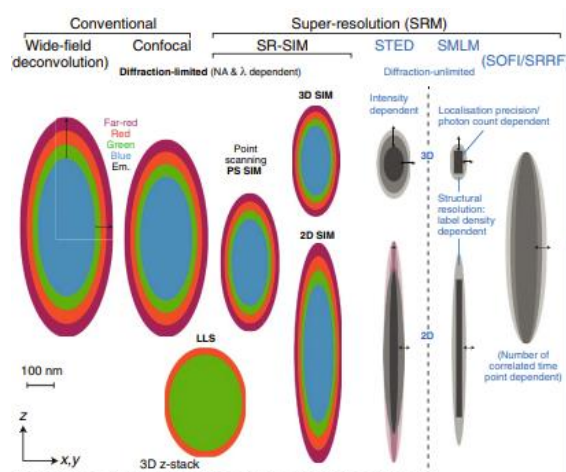 Conventional
Super-resolution (SRM)
Wide-field
(deconvolution)
Confocal
SR-SIM
STED
SMLM
(SOFI/SRRF
Diffraction-limited (NA & λ dependent)
Diffraction-unlimited
Far-red
Red
Green
Blue
Em.
Point
scanning
PS SIM
3D SIM
Intensity
dependent
Localisation precision/
photon count dependent
3D
Structural
resolution:
label density
dependent
2D SIM
2D
LLS
(Number of
correlated time
point dependent)
100 nm
z
x,y
3D z-stack